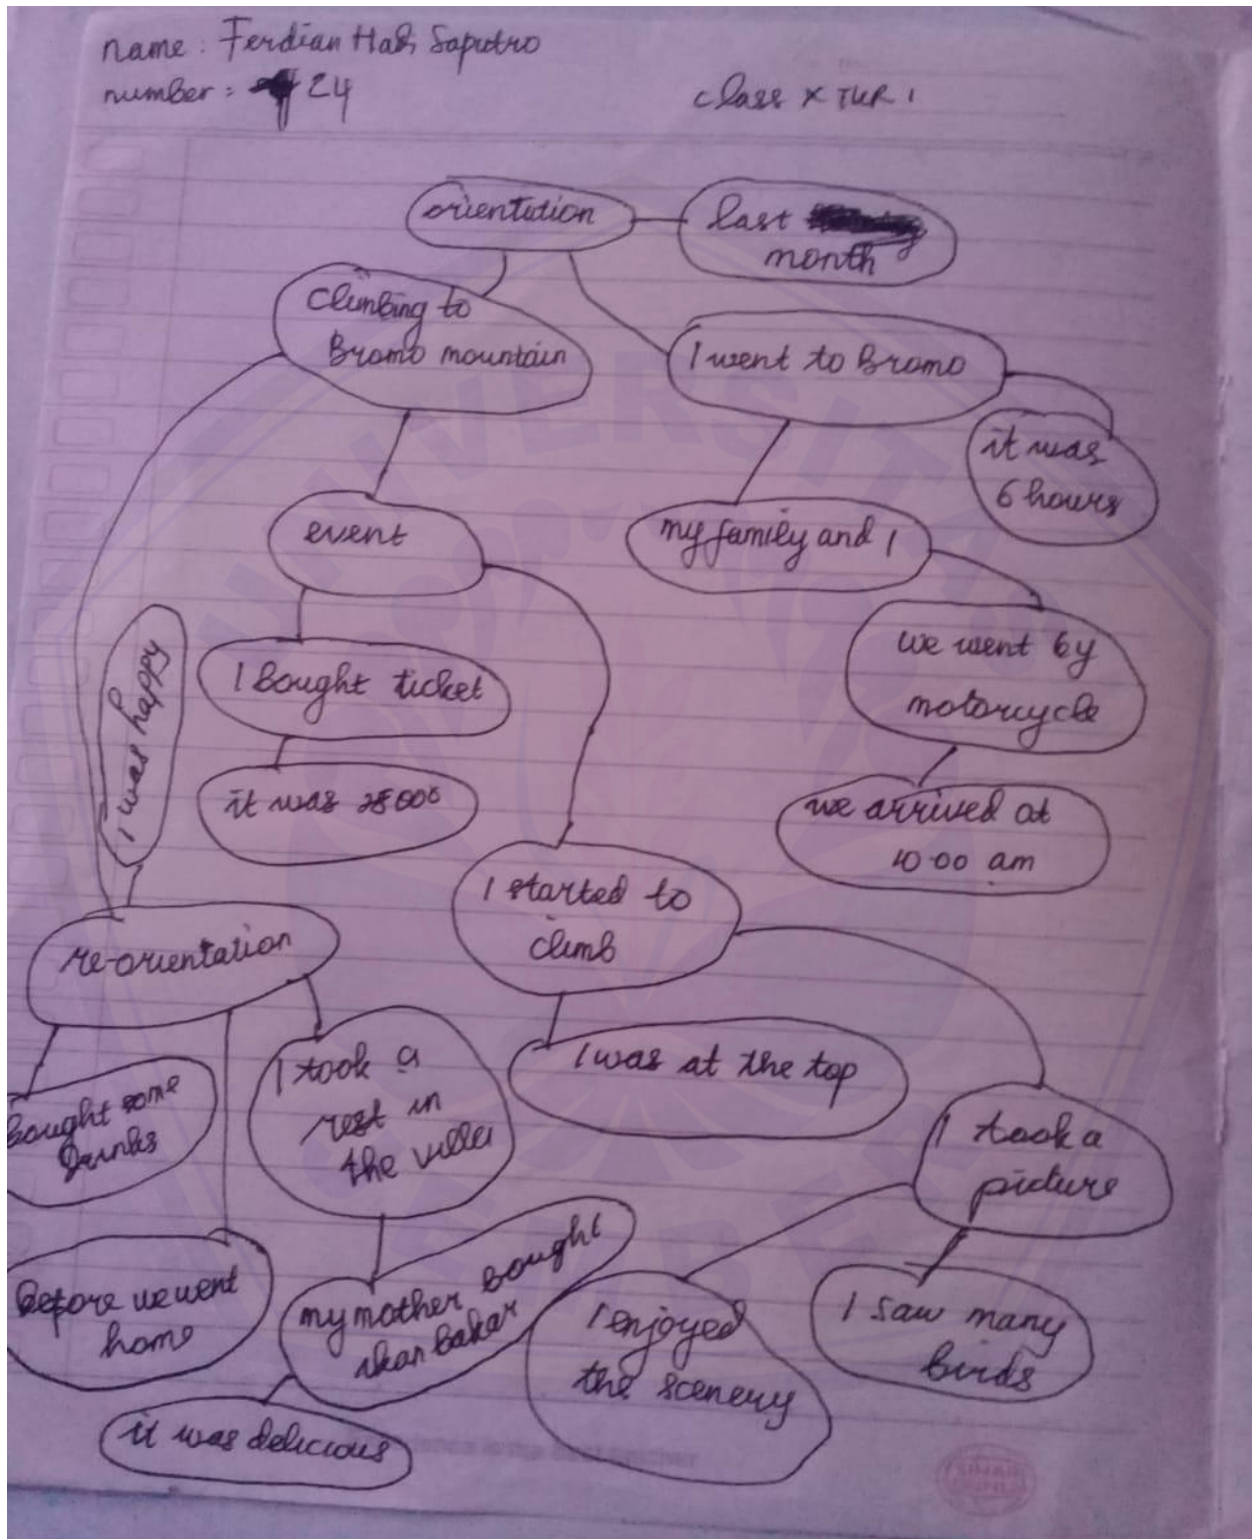 name : Ferdian Hadi Saputro
number : 24
class X TKR 1
orientation
last
month
Climbing to
Bromo mountain
I went to Bromo
it was
6 hours
event
my family and I
we went by
motorcycle
I was happy
I Bought ticket
it was 28000
we arrived at
10.00 am
I started to
climb
re-orientation
I took a
rest in
the villa
I was at the top
bought some
Drinks
I took a
picture
Before we went
home
my mother Bought
ikan bakar
I enjoyed
the scenery
I saw many
birds
it was delicious
UNIVERSITAS
JEMBER